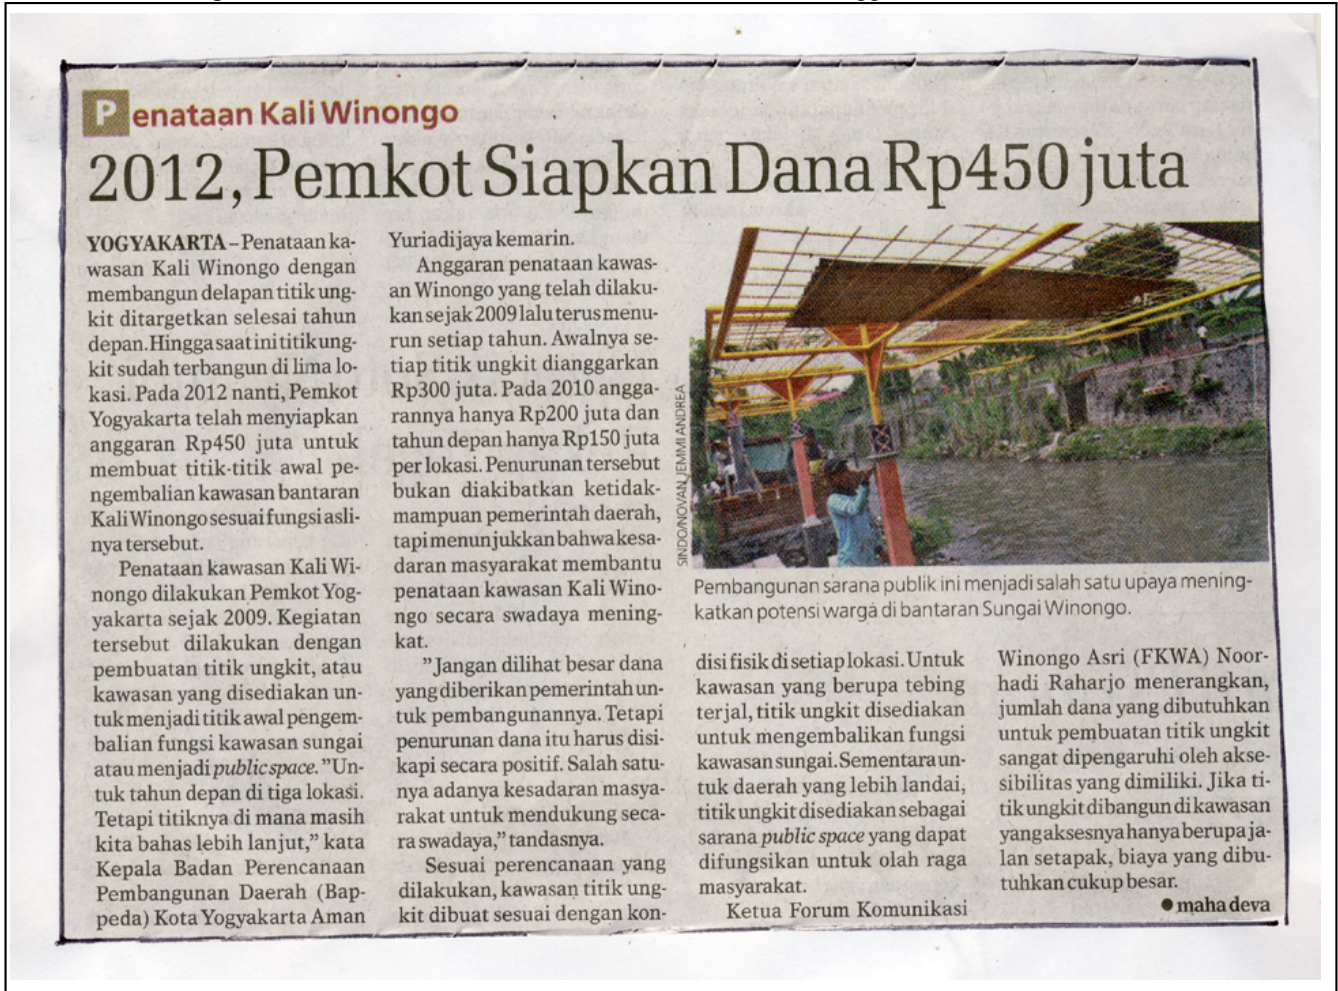 Penataan Kali Winongo
2012, Pemkot Siapkan Dana Rp450 juta
YOGYAKARTA – Penataan ka-
wasan Kali Winongo dengan
membangun delapan titik ung-
kit ditargetkan selesai tahun
depan. Hingga saat ini titik ung-
kit sudah terbangun di lima lo-
kasi. Pada 2012 nanti, Pemkot
Yogyakarta telah menyiapkan
anggaran Rp450 juta untuk
membuat titik-titik awal pe-
ngembalian kawasan bantaran
Kali Winongo sesuai fungsi asli-
nya tersebut.
Penataan kawasan Kali Wi-
nongo dilakukan Pemkot Yog-
yakarta sejak 2009. Kegiatan
tersebut dilakukan dengan
pembuatan titik ungkit, atau
kawasan yang disediakan un-
tuk menjadi titik awal pengem-
balian fungsi kawasan sungai
atau menjadi public space. ”Un-
tuk tahun depan di tiga lokasi.
Tetapi titiknya di mana masih
kita bahas lebih lanjut,” kata
Kepala Badan Perencanaan
Pembangunan Daerah (Bap-
peda) Kota Yogyakarta Aman
Yuriadijaya kemarin.
Anggaran penataan kawas-
an Winongo yang telah dilaku-
kan sejak 2009 lalu terus menu-
run setiap tahun. Awalnya se-
tiap titik ungkit dianggarkan
Rp300 juta. Pada 2010 angga-
rannya hanya Rp200 juta dan
tahun depan hanya Rp150 juta
per lokasi. Penurunan tersebut
bukan diakibatkan ketidak-
mampuan pemerintah daerah,
tapi menunjukkan bahwa kesa-
daran masyarakat membantu
penataan kawasan Kali Wino-
ngo secara swadaya mening-
kat.
”Jangan dilihat besar dana
yang diberikan pemerintah un-
tuk pembangunannya. Tetapi
penurunan dana itu harus disi-
kapi secara positif. Salah satu-
nya adanya kesadaran masya-
rakat untuk mendukung seca-
ra swadaya,” tandasnya.
Sesuai perencanaan yang
dilakukan, kawasan titik ung-
kit dibuat sesuai dengan kon-
SINDO/NOVAN JEMMI ANDREA
Pembangunan sarana publik ini menjadi salah satu upaya mening-
katkan potensi warga di bantaran Sungai Winongo.
disi fisik di setiap lokasi. Untuk
kawasan yang berupa tebing
terjal, titik ungkit disediakan
untuk mengembalikan fungsi
kawasan sungai. Sementara un-
tuk daerah yang lebih landai,
titik ungkit disediakan sebagai
sarana public space yang dapat
difungsikan untuk olah raga
masyarakat.
Ketua Forum Komunikasi
Winongo Asri (FKWA) Noor-
hadi Raharjo menerangkan,
jumlah dana yang dibutuhkan
untuk pembuatan titik ungkit
sangat dipengaruhi oleh akse-
sibilitas yang dimiliki. Jika ti-
tik ungkit dibangun di kawasan
yang aksesnya hanya berupa ja-
lan setapak, biaya yang dibu-
tuhkan cukup besar.
● maha deva